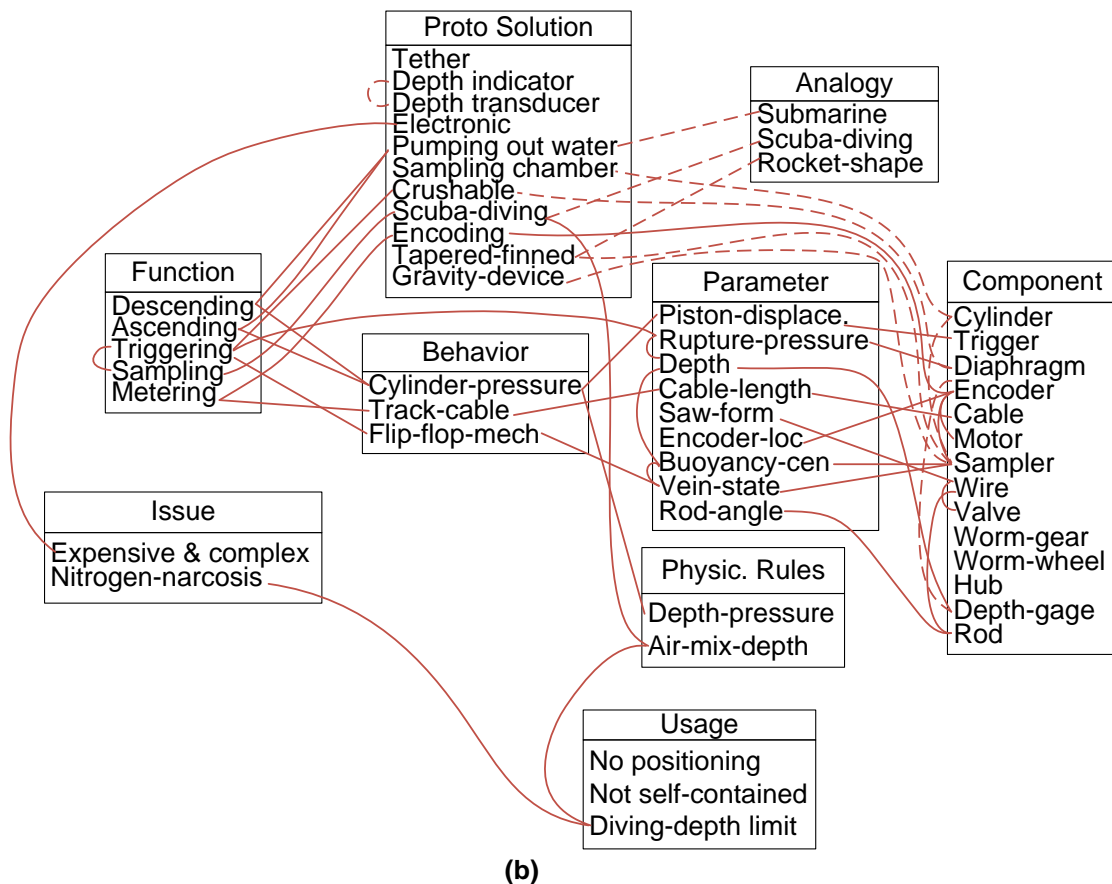 Proto Solution
Tether
Depth indicator
Depth transducer
Electronic
Pumping out water
Sampling chamber
Crushable
Scuba-diving
Encoding
Tapered-finned
Gravity-device
Analogy
Submarine
Scuba-diving
Rocket-shape
Function
Descending
Ascending
Triggering
Sampling
Metering
Behavior
Cylinder-pressure
Track-cable
Flip-flop-mech
Parameter
Piston-displace.
Rupture-pressure
Depth
Cable-length
Saw-form
Encoder-loc
Buoyancy-cen
Vein-state
Rod-angle
Component
Cylinder
Trigger
Diaphragm
Encoder
Cable
Motor
Sampler
Wire
Valve
Worm-gear
Worm-wheel
Hub
Depth-gage
Rod
Issue
Expensive & complex
Nitrogen-narcosis
Physic. Rules
Depth-pressure
Air-mix-depth
Usage
No positioning
Not self-contained
Diving-depth limit
(b)